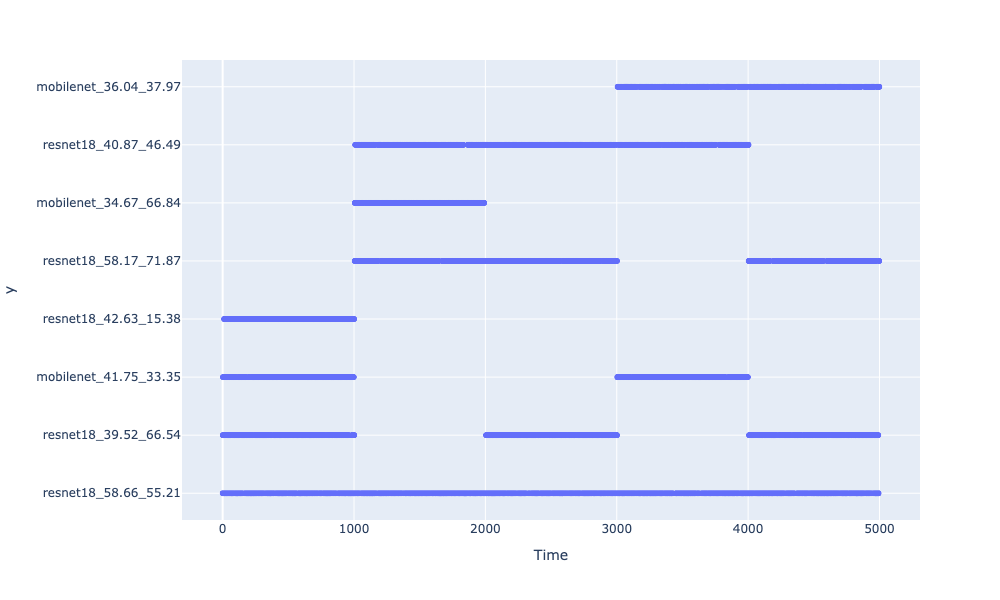 mobilenet_36.04_37.97
resnet18_40.87_46.49
mobilenet_34.67_66.84
resnet18_58.17_71.87
resnet18_42.63_15.38
mobilenet_41.75_33.35
resnet18_39.52_66.54
resnet18_58.66_55.21
y
0 1000 2000 3000 4000 5000
Time